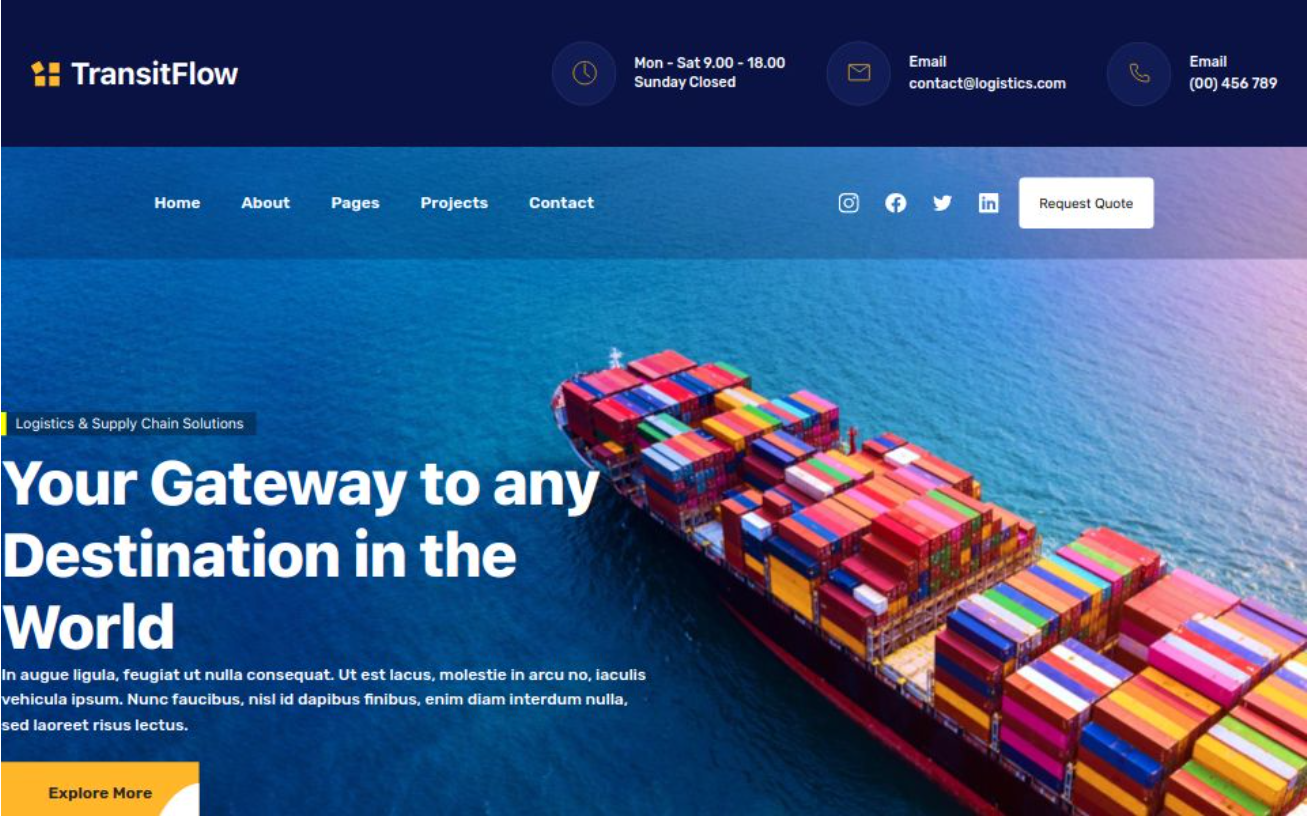 TransitFlow
Mon - Sat 9.00 - 18.00
Sunday Closed
Email
contact@logistics.com
Email
(00) 456 789
Home
About
Pages
Projects
Contact
in
Request Quote
Logistics & Supply Chain Solutions
Your Gateway to any
Destination in the
World
In augue ligula, feugiat ut nulla consequat. Ut est lacus, molestie in arcu no, iaculis
vehicula ipsum. Nunc faucibus, nisl id dapibus finibus, enim diam interdum nulla,
sed laoreet risus lectus.
Explore More